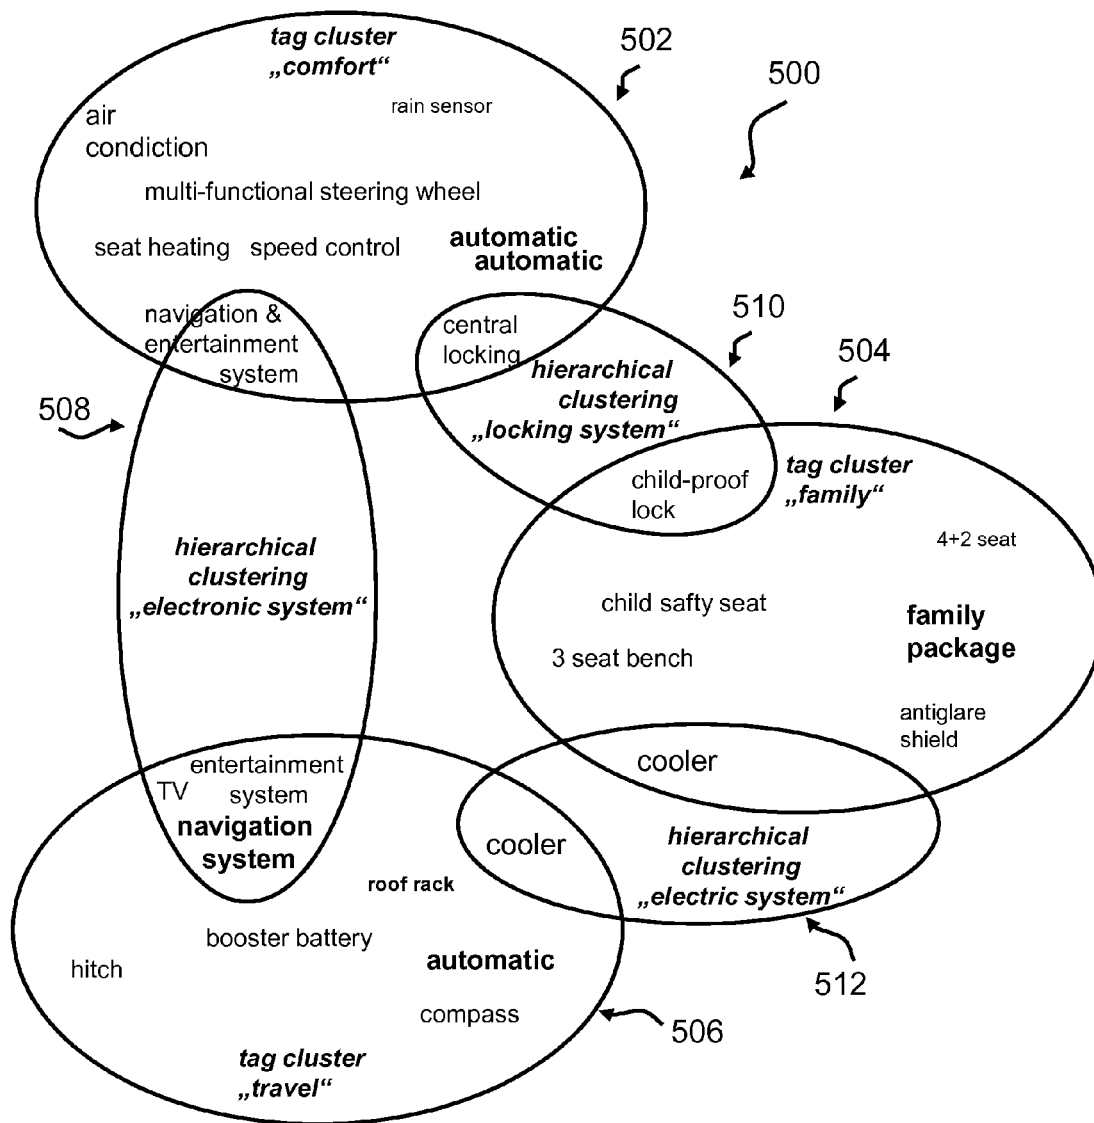 tag cluster
„comfort“
502
500
rain sensor
air
condiction
multi-functional steering wheel
automatic
automatic
seat heating
speed control
navigation &
entertainment
system
central
locking
510
504
hierarchical
clustering
„locking system“
508
child-proof
lock
tag cluster
„family“
4+2 seat
hierarchical
clustering
„electronic system“
child safty seat
family
package
3 seat bench
antiglare
shield
cooler
entertainment
system
TV
navigation
system
cooler
hierarchical
clustering
„electric system“
roof rack
booster battery
automatic
hitch
compass
512
506
tag cluster
„travel“